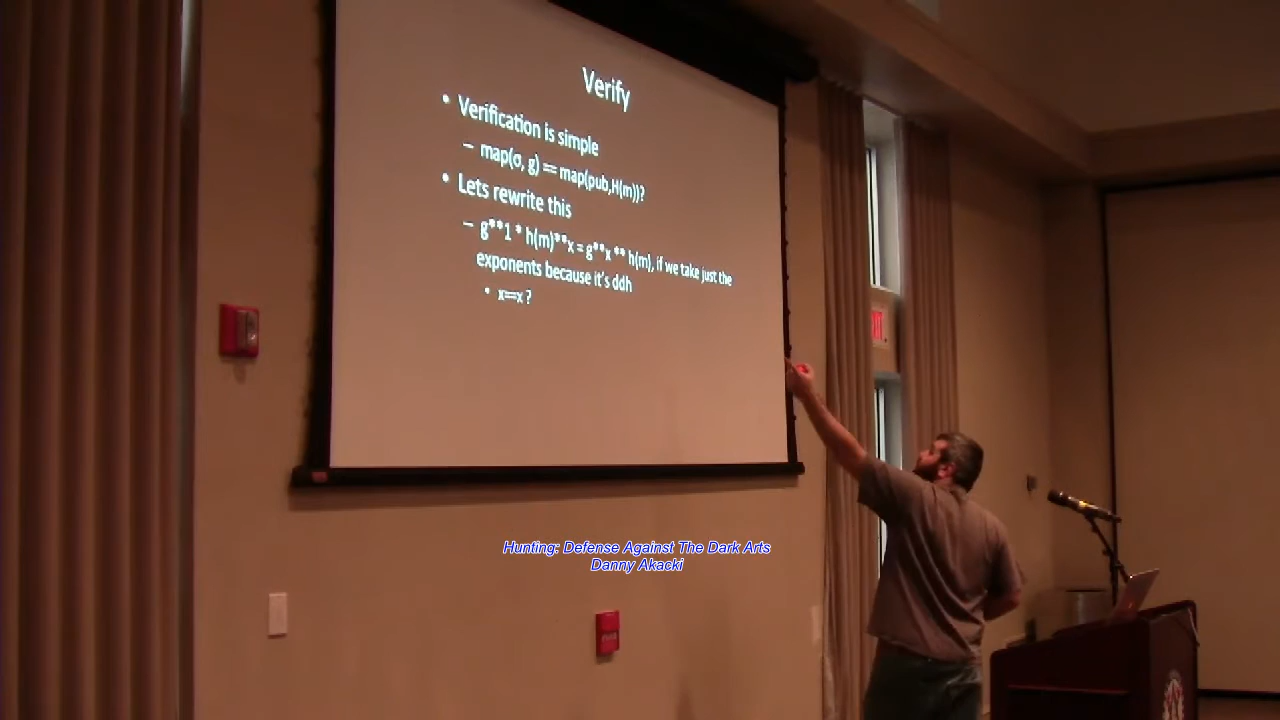 Verify
• Verification is simple
– map(σ, g) == map(pub,H(m))?
• Lets rewrite this
– g**1 * h(m)**x = g**x ** h(m), if we take just the
exponents because it's ddh
• x==x ?
Hunting: Defense Against The Dark Arts
Danny Akacki